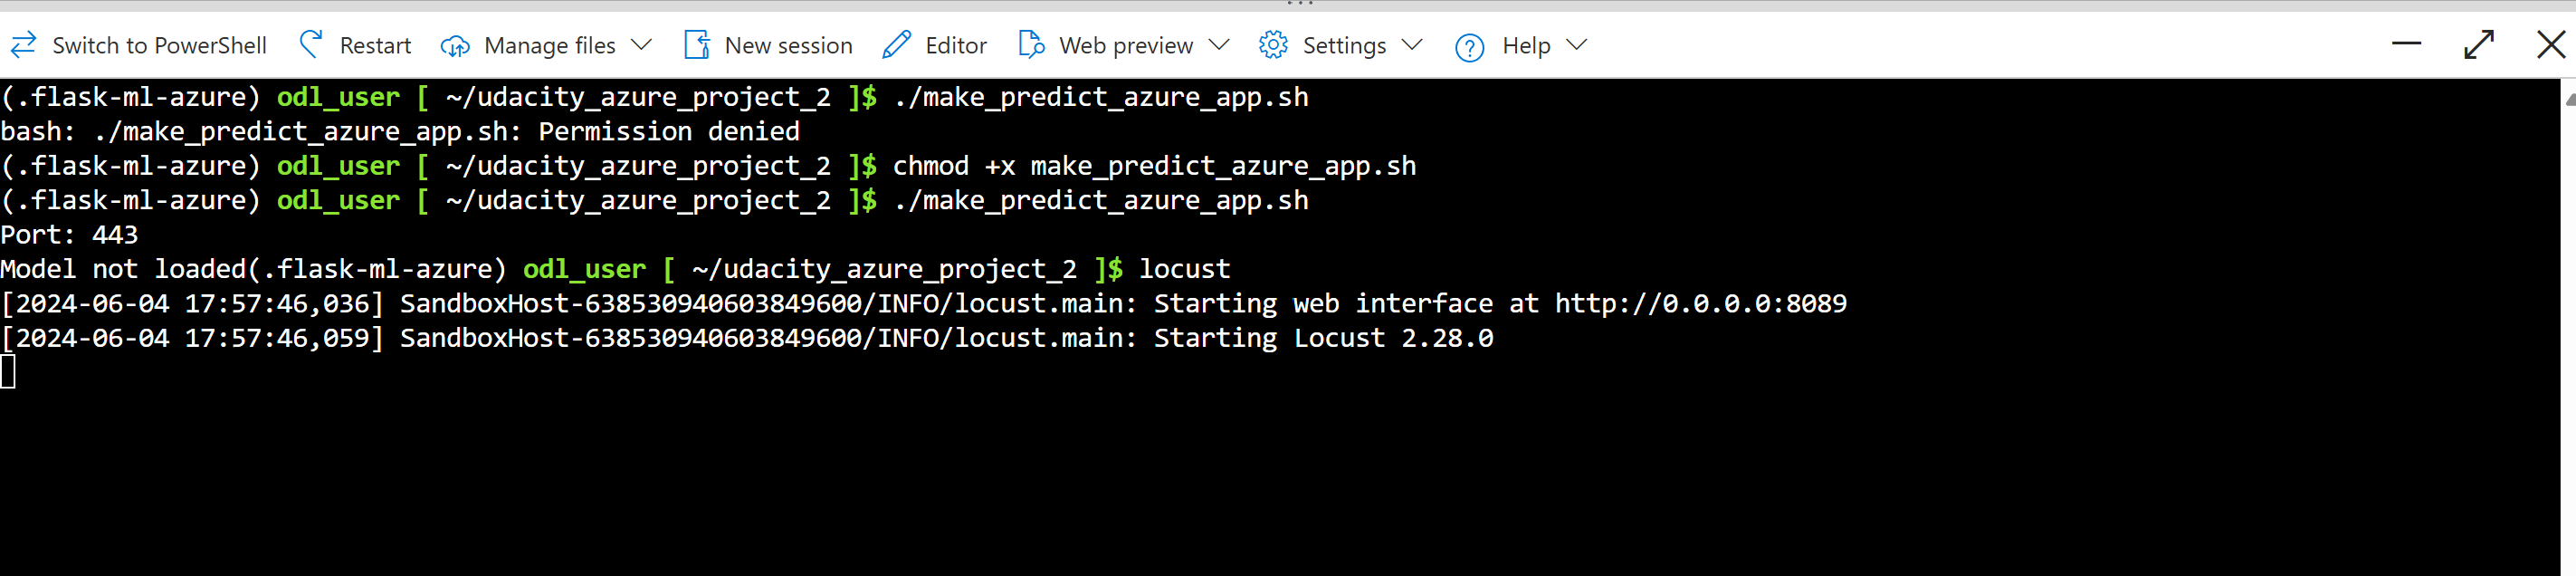 Switch to PowerShell Restart Manage files New session Editor Web preview Settings Help
(.flask-ml-azure) odl_user [ ~/udacity_azure_project_2 ]$ ./make_predict_azure_app.sh
bash: ./make_predict_azure_app.sh: Permission denied
(.flask-ml-azure) odl_user [ ~/udacity_azure_project_2 ]$ chmod +x make_predict_azure_app.sh
(.flask-ml-azure) odl_user [ ~/udacity_azure_project_2 ]$ ./make_predict_azure_app.sh
Port: 443
Model not loaded(.flask-ml-azure) odl_user [ ~/udacity_azure_project_2 ]$ locust
[2024-06-04 17:57:46,036] SandboxHost-638530940603849600/INFO/locust.main: Starting web interface at http://0.0.0.0:8089
[2024-06-04 17:57:46,059] SandboxHost-638530940603849600/INFO/locust.main: Starting Locust 2.28.0